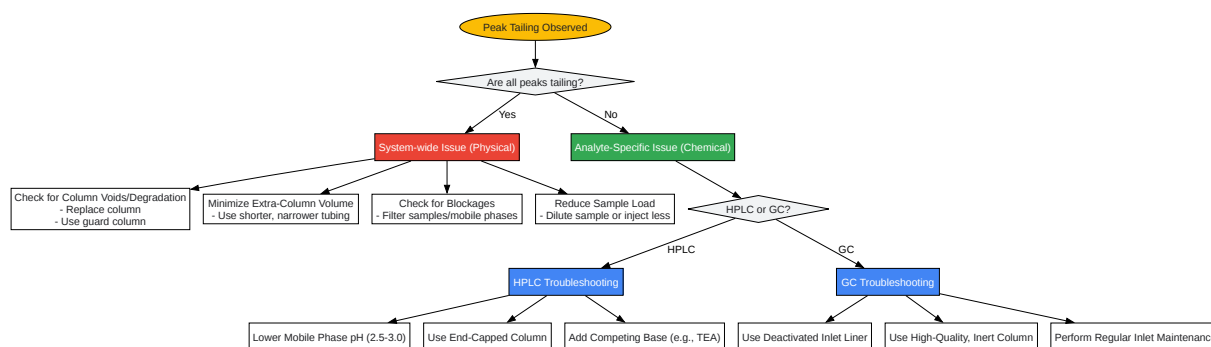 Peak Tailing Observed
Are all peaks tailing?
Yes
No
System-wide Issue (Physical)
Analyte-Specific Issue (Chemical)
Check for Column Voids/Degradation
- Replace column
- Use guard column
Minimize Extra-Column Volume
- Use shorter, narrower tubing
Check for Blockages
- Filter samples/mobile phases
Reduce Sample Load
- Dilute sample or inject less
HPLC or GC?
HPLC
GC
HPLC Troubleshooting
GC Troubleshooting
Lower Mobile Phase pH (2.5-3.0)
Use End-Capped Column
Add Competing Base (e.g., TEA)
Use Deactivated Inlet Liner
Use High-Quality, Inert Column
Perform Regular Inlet Maintenance